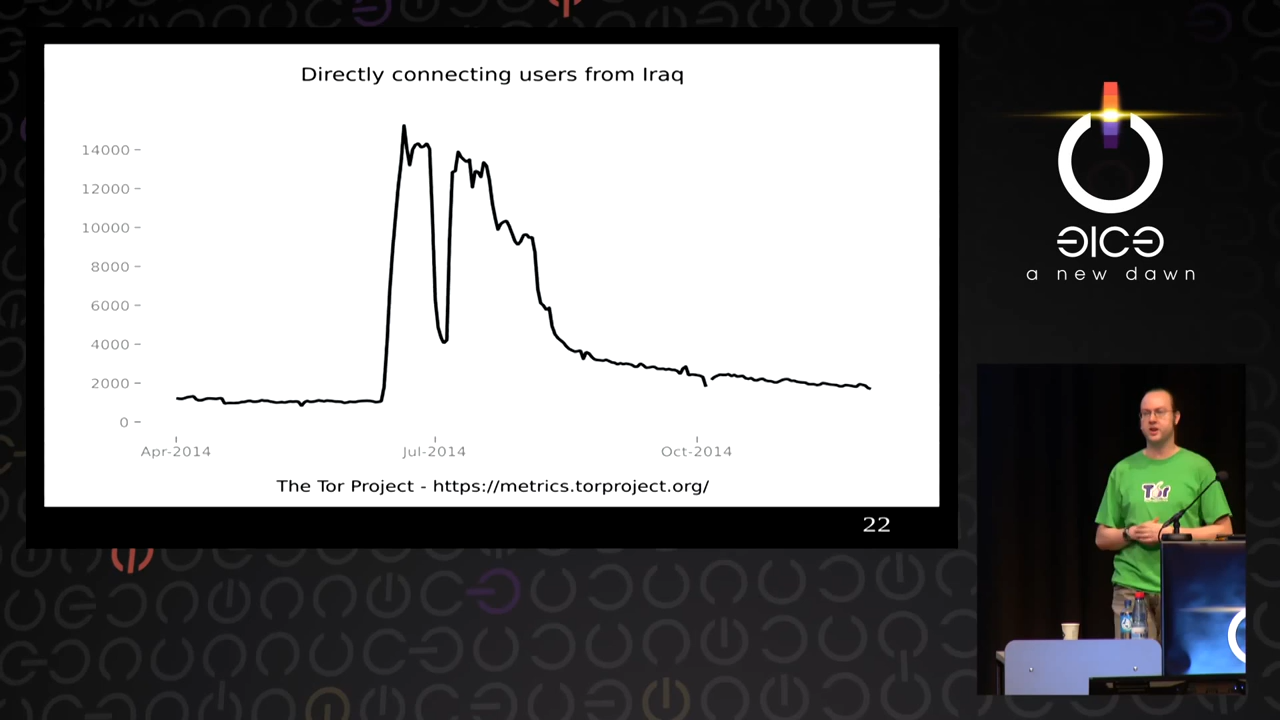 Directly connecting users from Iraq
14000
12000
10000
8000
6000
4000
2000
0
Apr-2014
Jul-2014
Oct-2014
The Tor Project - https://metrics.torproject.org/
22
a new dawn
Tor